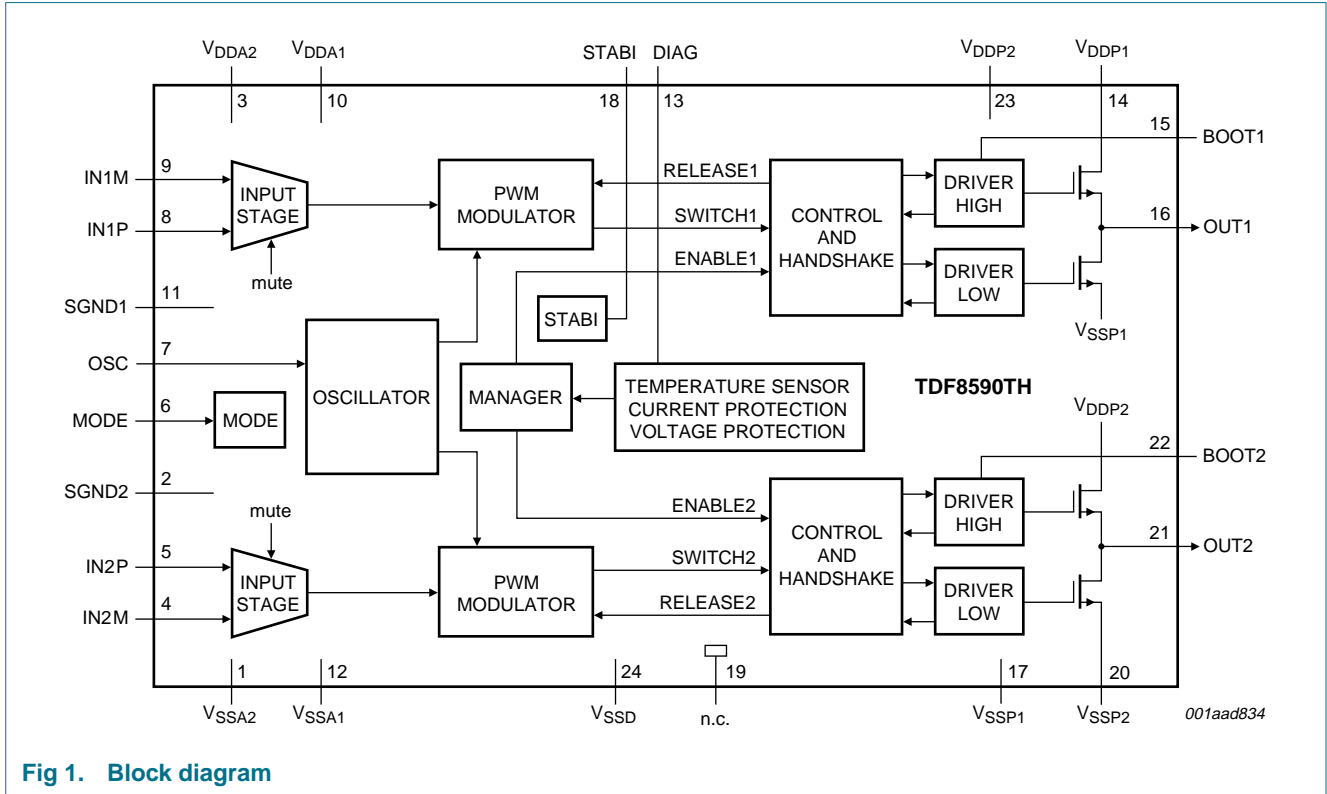 VDDA2
VDDA1
STABI
DIAG
VDDP2
VDDP1
3
10
18
13
23
14
15
BOOT1
IN1M
9
INPUT
STAGE
IN1P
8
mute
PWM
MODULATOR
RELEASE1
SWITCH1
ENABLE1
CONTROL
AND
HANDSHAKE
DRIVER
HIGH
DRIVER
LOW
16
OUT1
VSSP1
SGND1
11
OSC
7
OSCILLATOR
STABI
MANAGER
TEMPERATURE SENSOR
CURRENT PROTECTION
VOLTAGE PROTECTION
TDF8590TH
MODE
6
MODE
VDDP2
22
BOOT2
SGND2
2
mute
IN2P
5
INPUT
STAGE
IN2M
4
PWM
MODULATOR
ENABLE2
SWITCH2
RELEASE2
CONTROL
AND
HANDSHAKE
DRIVER
HIGH
DRIVER
LOW
21
OUT2
1
12
24
19
17
20
VSSA2
VSSA1
VSSD
n.c.
VSSP1
VSSP2
001aad834
Fig 1. Block diagram